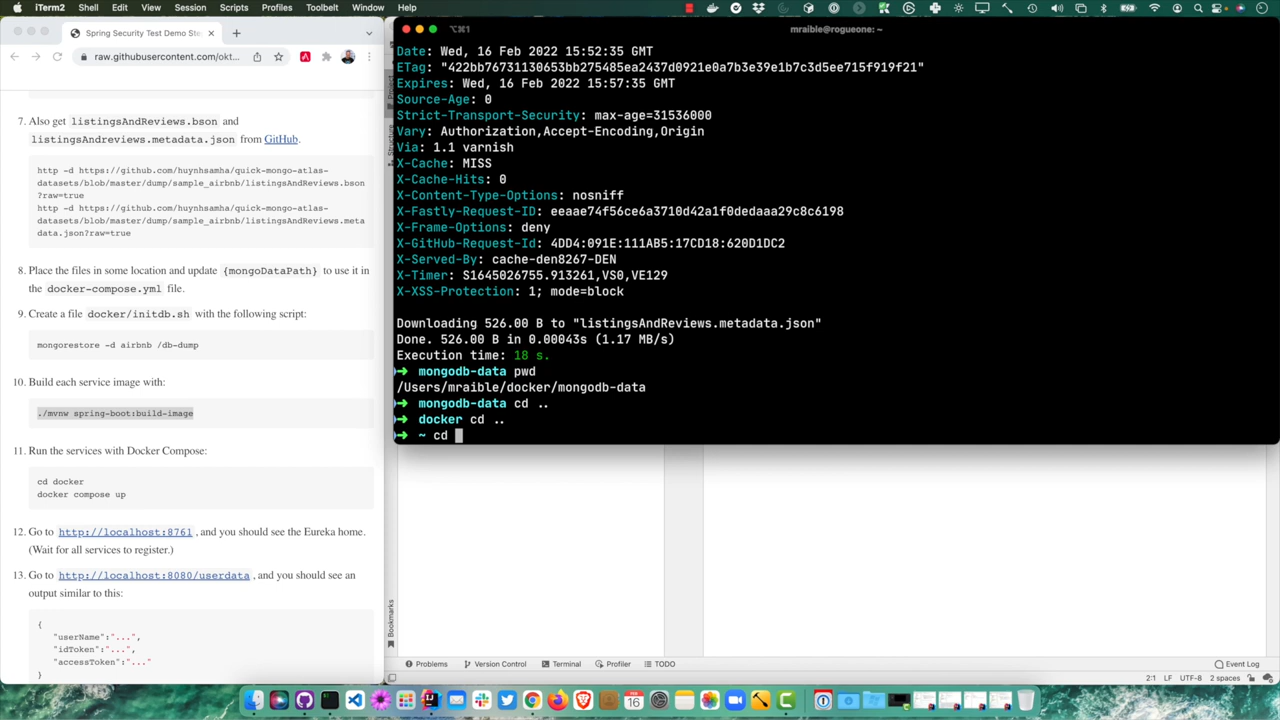 iTerm2 Shell Edit View Session Scripts Profiles Toolbelt Window Help
Spring Security Test Demo Ste
raw.githubusercontent.com/okt...
7. Also get listingsAndReviews.bson and
listingsAndreviews.metadata.json from GitHub.
http -d https://github.com/huynhsamha/quick-mongo-atlas-
datasets/blob/master/dump/sample_airbnb/listingsAndReviews.bson
?raw=true
http -d https://github.com/huynhsamha/quick-mongo-atlas-
datasets/blob/master/dump/sample_airbnb/listingsAndReviews.meta
data.json?raw=true
8. Place the files in some location and update {mongoDataPath} to use it in
the docker-compose.yml file.
9. Create a file docker/initdb.sh with the following script:
mongorestore -d airbnb /db-dump
10. Build each service image with:
./mvnw spring-boot:build-image
11. Run the services with Docker Compose:
cd docker
docker compose up
12. Go to http://localhost:8761 , and you should see the Eureka home.
(Wait for all services to register.)
13. Go to http://localhost:8080/userdata , and you should see an
output similar to this:
{
"userName":"...",
"idToken":"...",
"accessToken":"..."
}
⌥⌘1
mraible@rogueone: ~
Date: Wed, 16 Feb 2022 15:52:35 GMT
ETag: "422bb76731130653bb275485ea2437d0921e0a7b3e39e1b7c3d5ee715f919f21"
Expires: Wed, 16 Feb 2022 15:57:35 GMT
Source-Age: 0
Strict-Transport-Security: max-age=31536000
Vary: Authorization,Accept-Encoding,Origin
Via: 1.1 varnish
X-Cache: MISS
X-Cache-Hits: 0
X-Content-Type-Options: nosniff
X-Fastly-Request-ID: eeaae74f56ce6a3710d42a1f0dedaaa29c8c6198
X-Frame-Options: deny
X-GitHub-Request-Id: 4DD4:091E:111AB5:17CD18:620D1DC2
X-Served-By: cache-den8267-DEN
X-Timer: S1645026755.913261,VS0,VE129
X-XSS-Protection: 1; mode=block
Downloading 526.00 B to "listingsAndReviews.metadata.json"
Done. 526.00 B in 0.00043s (1.17 MB/s)
Execution time: 18 s.
➜ mongodb-data pwd
/Users/mraible/docker/mongodb-data
➜ mongodb-data cd ..
➜ docker cd ..
➜ ~ cd
Bookmarks
Problems Version Control Terminal Profiler TODO Event Log
2:1 LF UTF-8 2 spaces
FEB
16